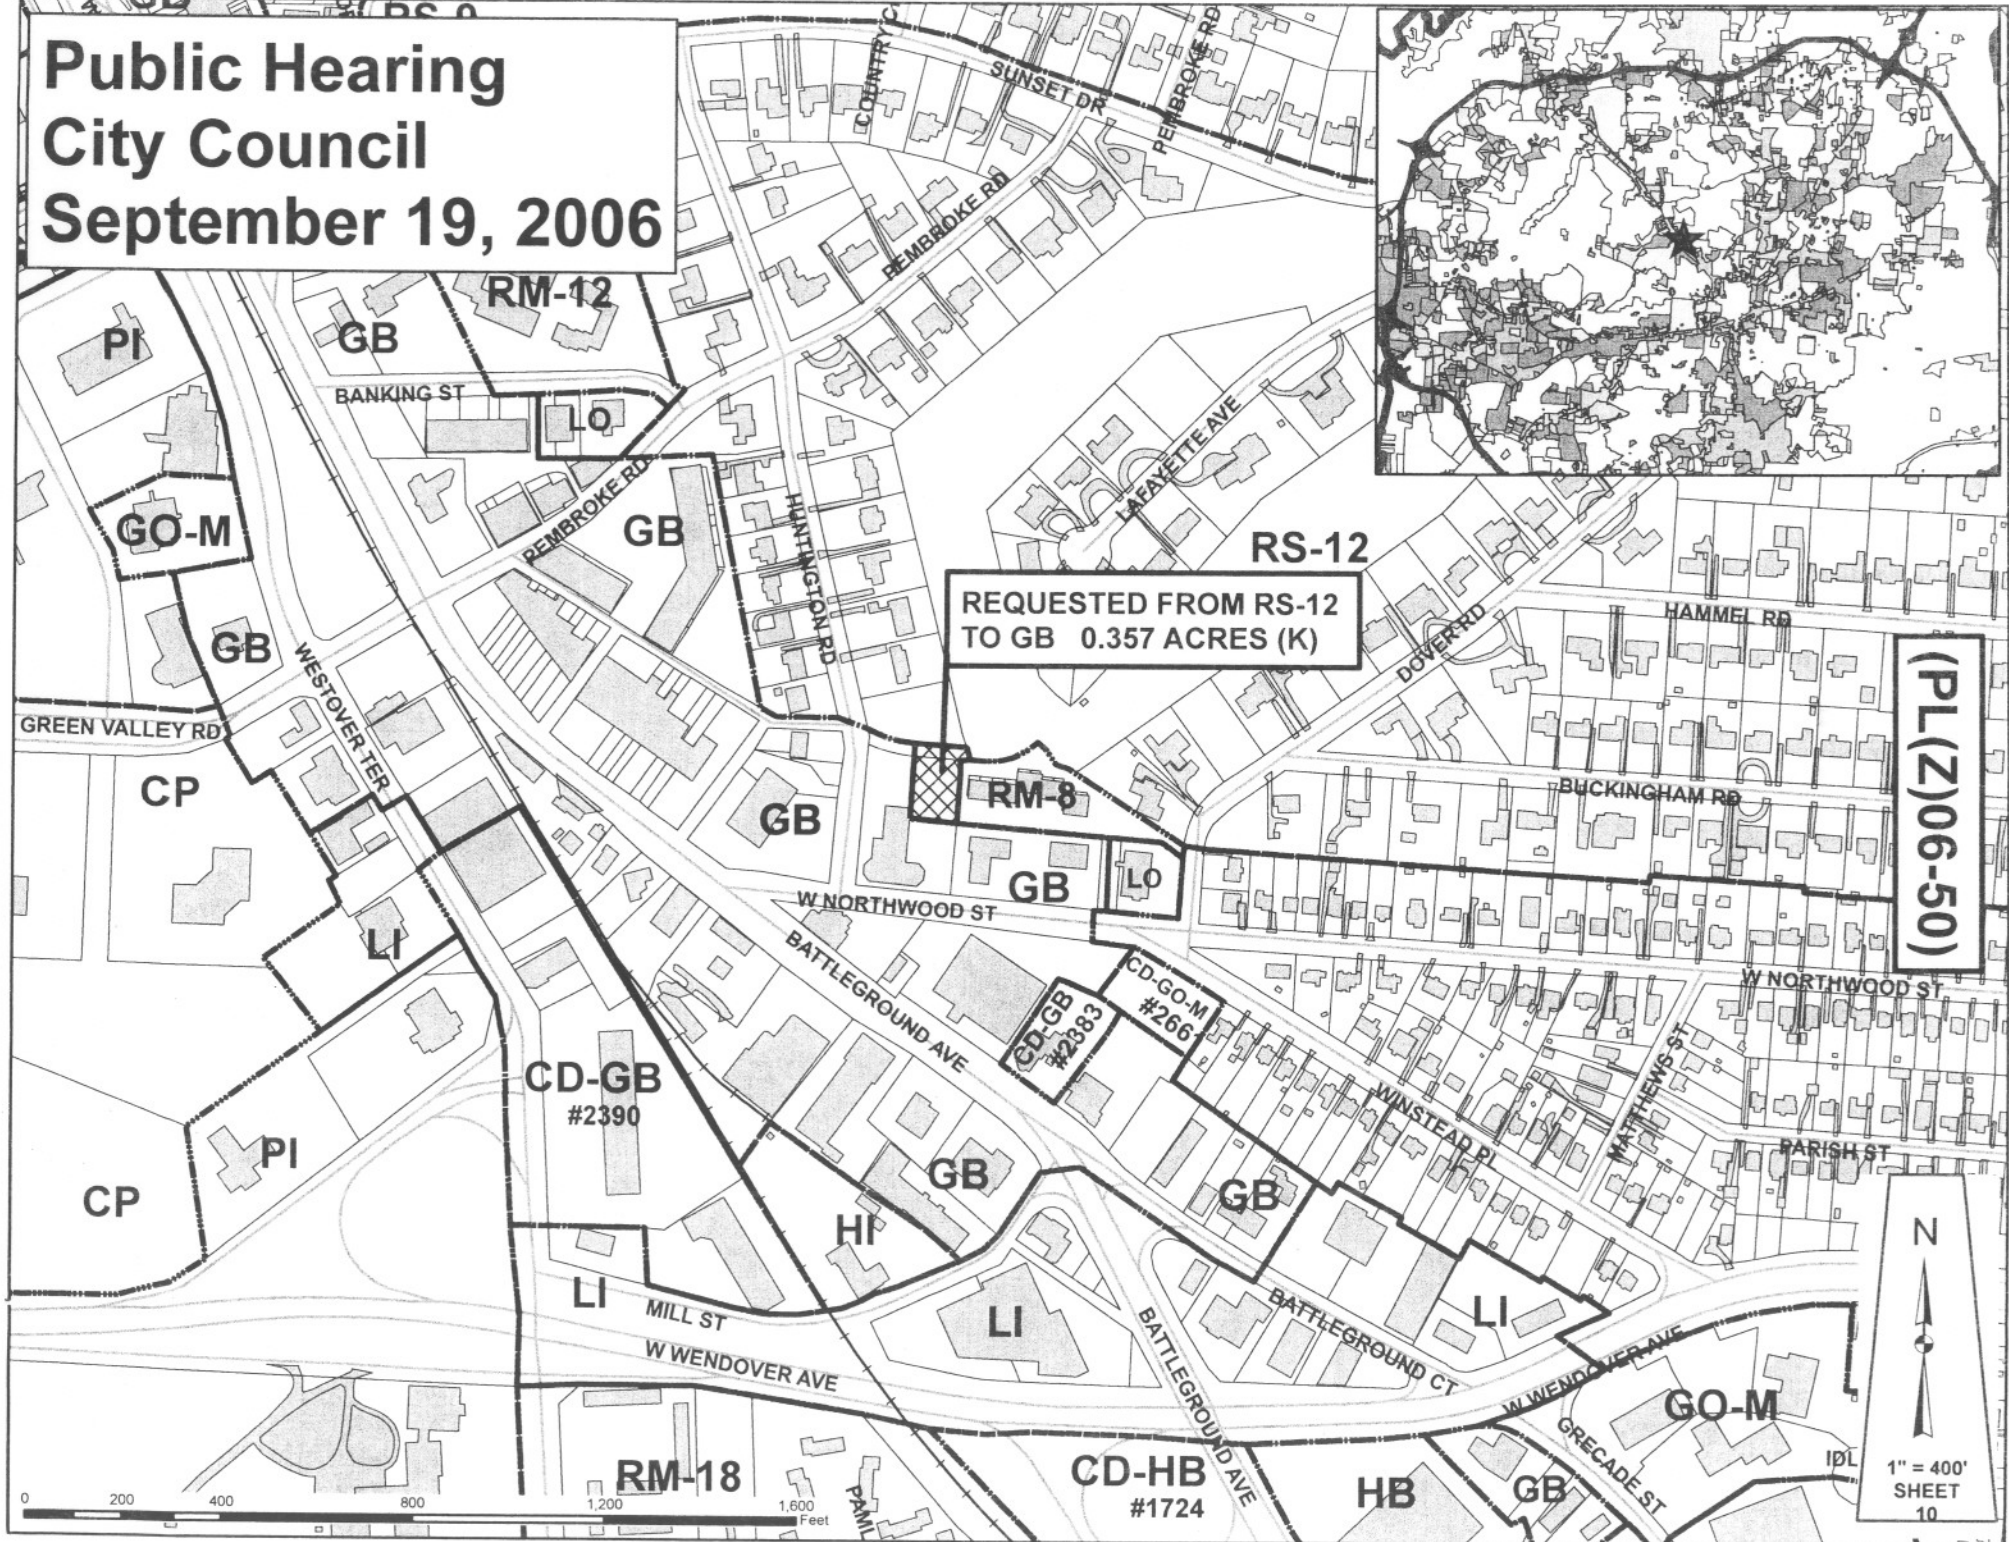 RS-9
Public Hearing
City Council
September 19, 2006
COUNTRY
SUNSET DR
PEMBROKE RD
PEMBROKE RD
RM-12
PI
GB
BANKING ST
LO
GO-M
PEMBROKE RD
GB
HUNTINGTON RD
LAFAYETTE AVE
RS-12
REQUESTED FROM RS-12
TO GB 0.357 ACRES (K)
HAMMEL RD
DOVER RD
GB
WESTOVER TER
GREEN VALLEY RD
(PL(Z)06-50)
CP
GB
RM-8
BUCKINGHAM RD
GB
LO
W NORTHWOOD ST
LI
BATTLEGROUND AVE
CD-GO-M
#266
CD-GB
#2383
W NORTHWOOD ST
CD-GB
#2390
MATHEWS ST
WINSTEAD PL
PARISH ST
PI
CP
GB
GB
HI
N
LI
MILL ST
LI
BATTLEGROUND AVE
BATTLEGROUND CT
LI
W WENDOVER AVE
W WENDOVER AVE
GO-M
GRECADE ST
RM-18
CD-HB
#1724
HB
GB
IDL
1" = 400'
SHEET
10
0 200 400 800 1,200 1,600
Feet